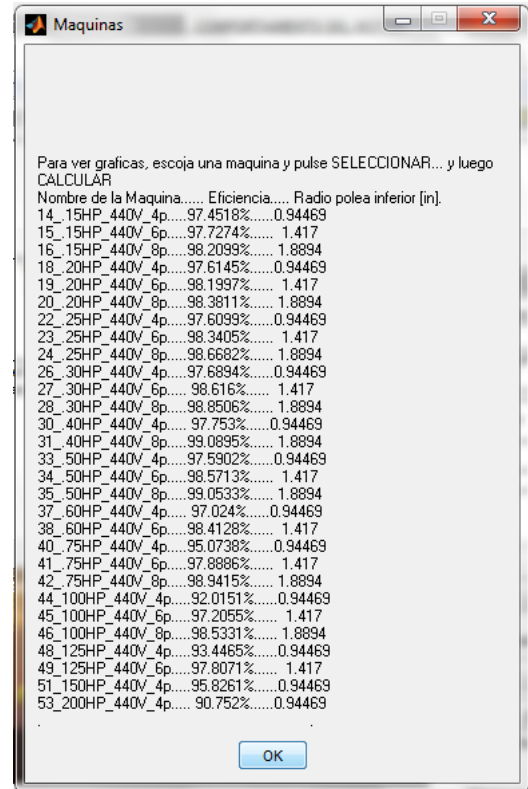 Maquinas
Para ver graficas, escoja una maquina y pulse SELECCIONAR... y luego
CALCULAR
Nombre de la Maquina...... Eficiencia..... Radio polea inferior [in].
14_.15HP_440V_4p.....97.4518%......0.94469
15_.15HP_440V_6p.....97.7274%...... 1.417
16_.15HP_440V_8p.....98.2099%...... 1.8894
18_.20HP_440V_4p.....97.6145%......0.94469
19_.20HP_440V_6p.....98.1997%...... 1.417
20_.20HP_440V_8p.....98.3811%...... 1.8894
22_.25HP_440V_4p.....97.6099%......0.94469
23_.25HP_440V_6p.....98.3405%...... 1.417
24_.25HP_440V_8p.....98.6682%...... 1.8894
26_.30HP_440V_4p.....97.6894%......0.94469
27_.30HP_440V_6p..... 98.616%...... 1.417
28_.30HP_440V_8p.....98.8506%...... 1.8894
30_.40HP_440V_4p..... 97.753%......0.94469
31_.40HP_440V_8p.....99.0895%...... 1.8894
33_.50HP_440V_4p.....97.5902%......0.94469
34_.50HP_440V_6p.....98.5713%...... 1.417
35_.50HP_440V_8p.....99.0533%...... 1.8894
37_.60HP_440V_4p..... 97.024%......0.94469
38_.60HP_440V_6p.....98.4128%...... 1.417
40_.75HP_440V_4p.....95.0738%......0.94469
41_.75HP_440V_6p.....97.8886%...... 1.417
42_.75HP_440V_8p.....98.9415%...... 1.8894
44_100HP_440V_4p.....92.0151%......0.94469
45_100HP_440V_6p.....97.2055%...... 1.417
46_100HP_440V_8p.....98.5331%...... 1.8894
48_125HP_440V_4p.....93.4465%......0.94469
49_125HP_440V_6p.....97.8071%...... 1.417
51_150HP_440V_4p.....95.8261%......0.94469
53_200HP_440V_4p..... 90.752%......0.94469
. .
OK